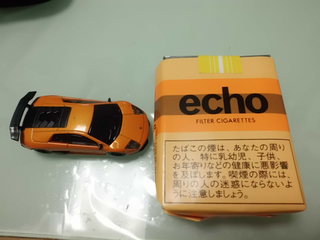 echo
FILTER CIGARETTES
たばこの煙は、あなたの周り
の人、特に乳幼児、子供、
お年寄りなどの健康に悪影響
を及ぼします。喫煙の際には、
周りの人の迷惑にならないよう
に注意しましょう。